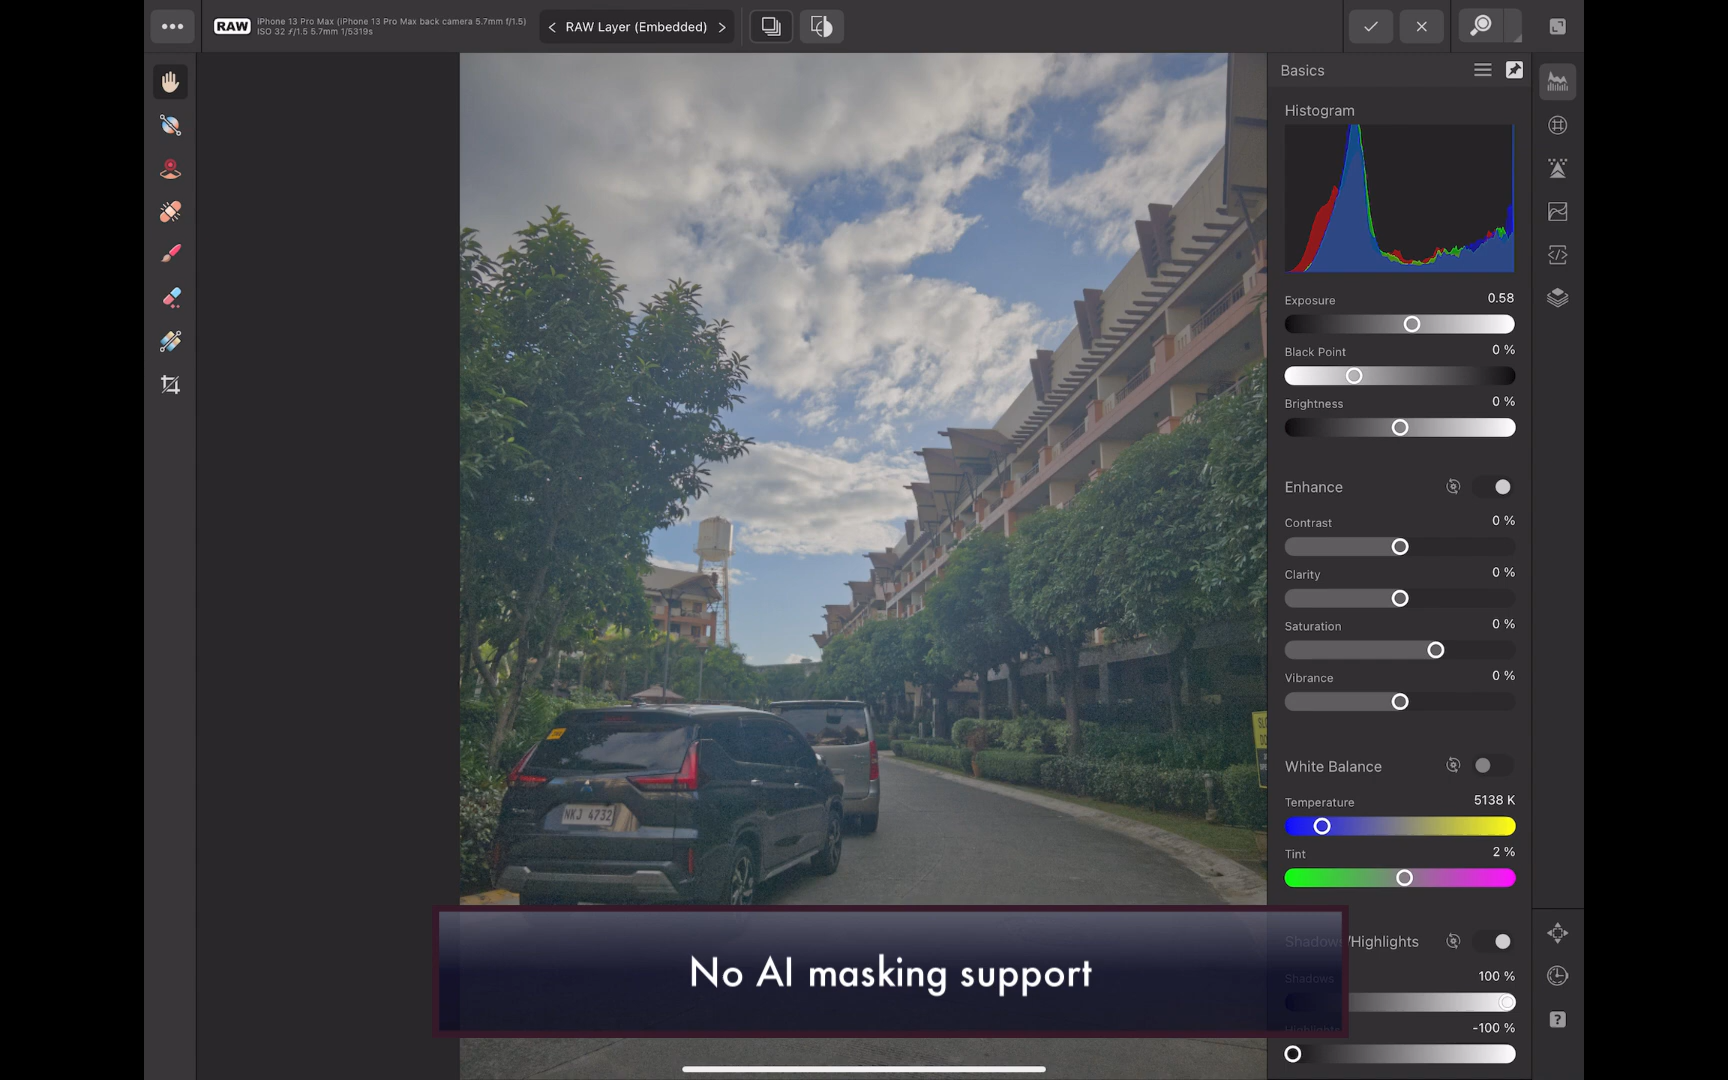 RAW
iPhone 13 Pro Max (iPhone 13 Pro Max back camera 5.7mm f/1.5)
ISO 32 ƒ/1.5 5.7mm 1/5319s
RAW Layer (Embedded)
Basics
Histogram
Exposure 0.58
Black Point 0 %
Brightness 0 %
Enhance
Contrast 0 %
Clarity 0 %
Saturation 0 %
Vibrance 0 %
White Balance
Temperature 5138 K
Tint 2 %
Shadows/Highlights
Shadows 100 %
Highlights -100 %
NKJ 4732
No AI masking support
?